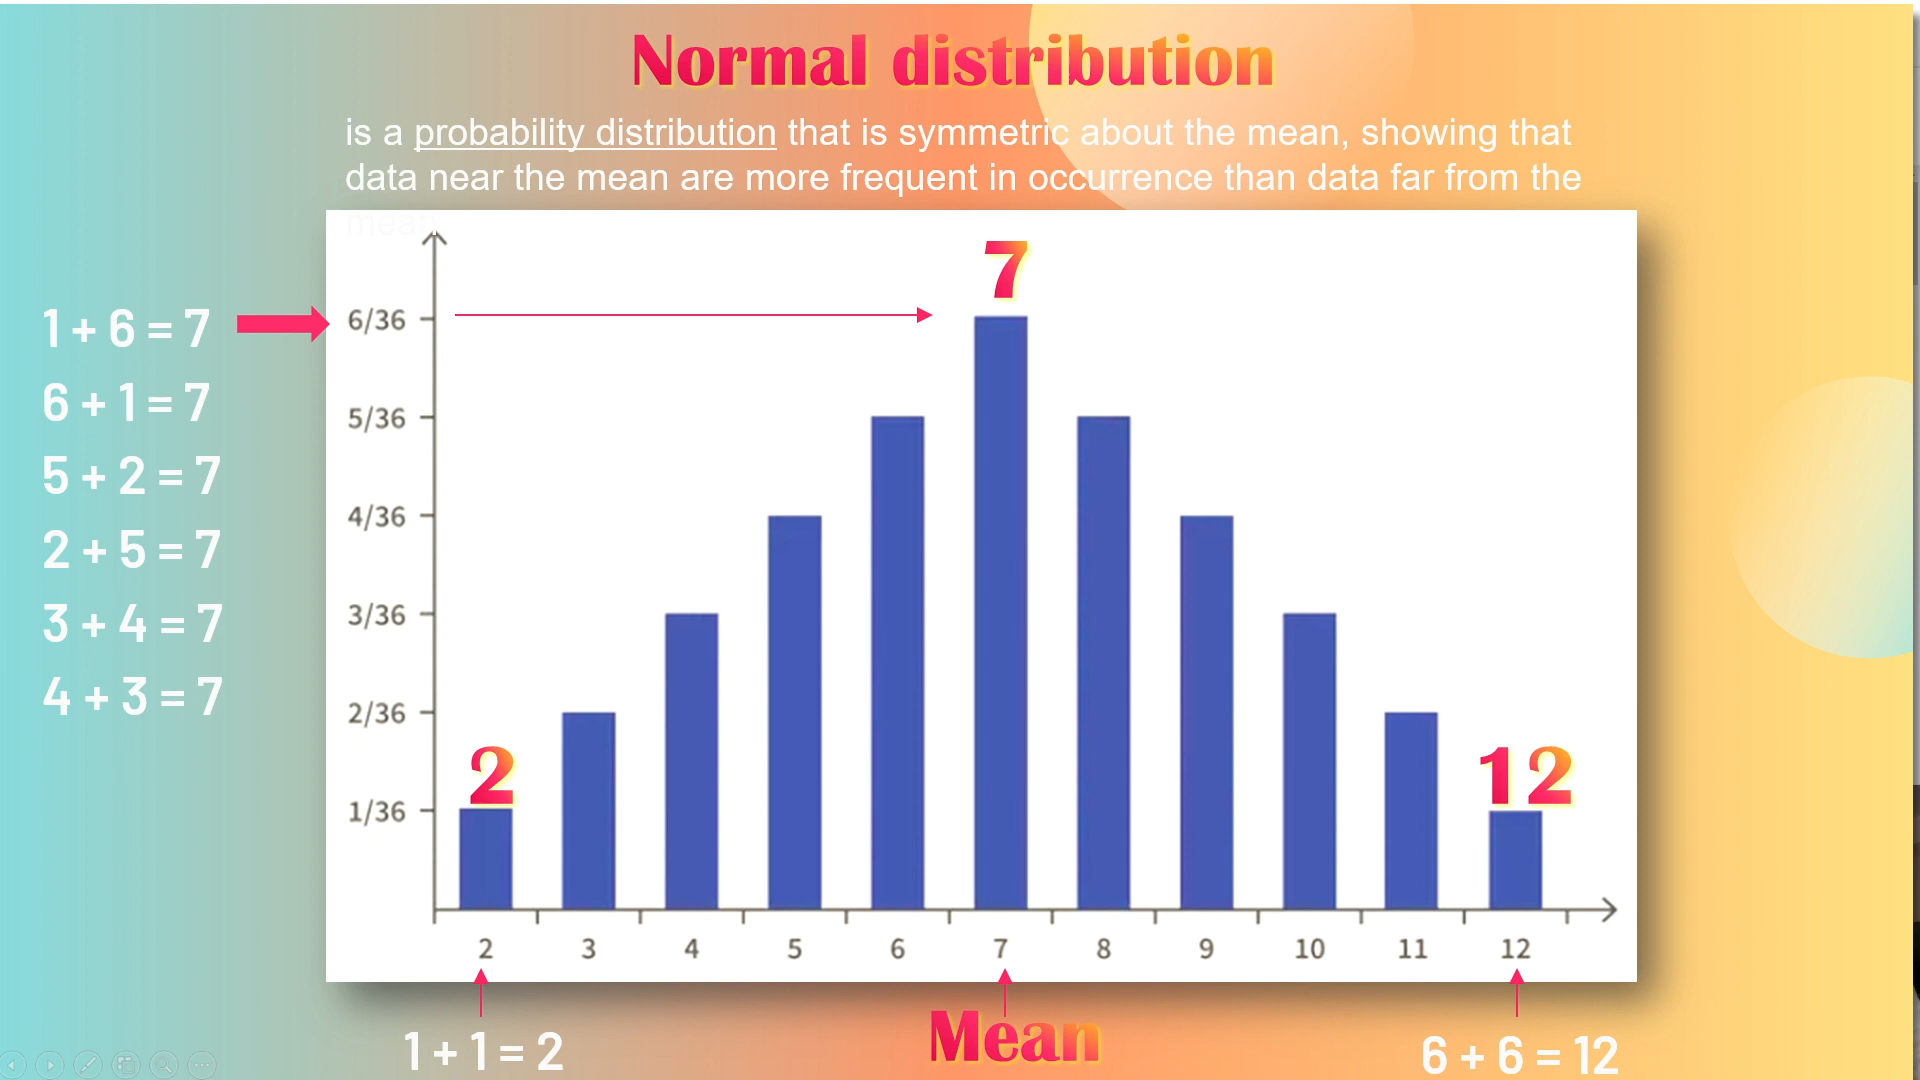 Normal distribution
is a probability distribution that is symmetric about the mean, showing that
data near the mean are more frequent in occurrence than data far from the
mean
7
1 + 6 = 7
6 + 1 = 7
5 + 2 = 7
2 + 5 = 7
3 + 4 = 7
4 + 3 = 7
6/36
5/36
4/36
3/36
2/36
1/36
2
12
2 3 4 5 6 7 8 9 10 11 12
1 + 1 = 2
Mean
6 + 6 = 12